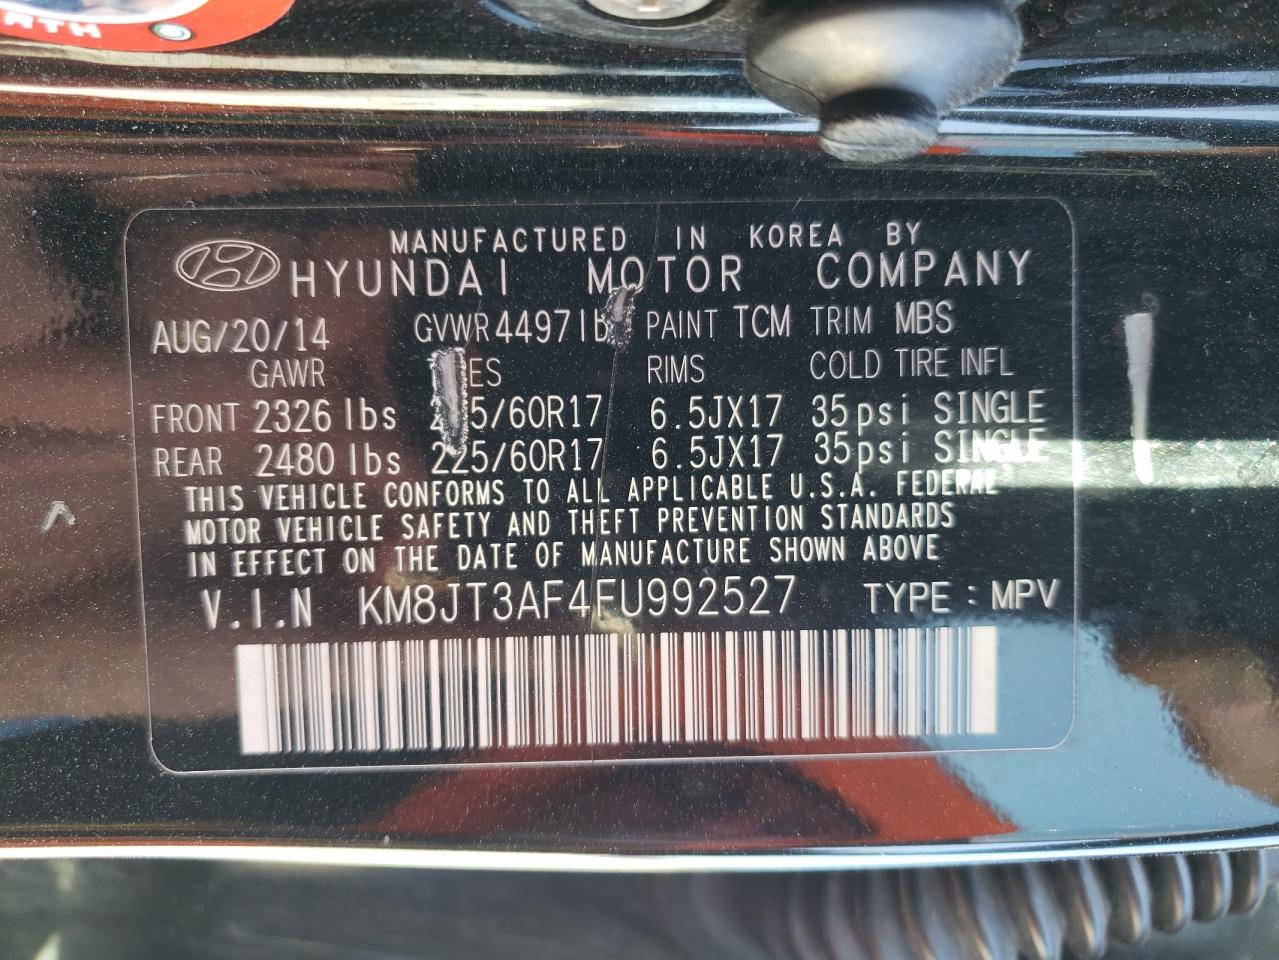 MANUFACTURED IN KOREA BY
HYUNDAI MOTOR COMPANY
AUG/20/14 GVWR 4497lb PAINT TCM TRIM MBS
GAWR RIMS COLD TIRE INFL
FRONT 2326 lbs 225/60R17 6.5JX17 35psi SINGLE
REAR 2480 lbs 225/60R17 6.5JX17 35psi SINGLE
THIS VEHICLE CONFORMS TO ALL APPLICABLE U.S.A. FEDERAL
MOTOR VEHICLE SAFETY AND THEFT PREVENTION STANDARDS
IN EFFECT ON THE DATE OF MANUFACTURE SHOWN ABOVE
V.I.N KM8JT3AF4FU992527 TYPE : MPV